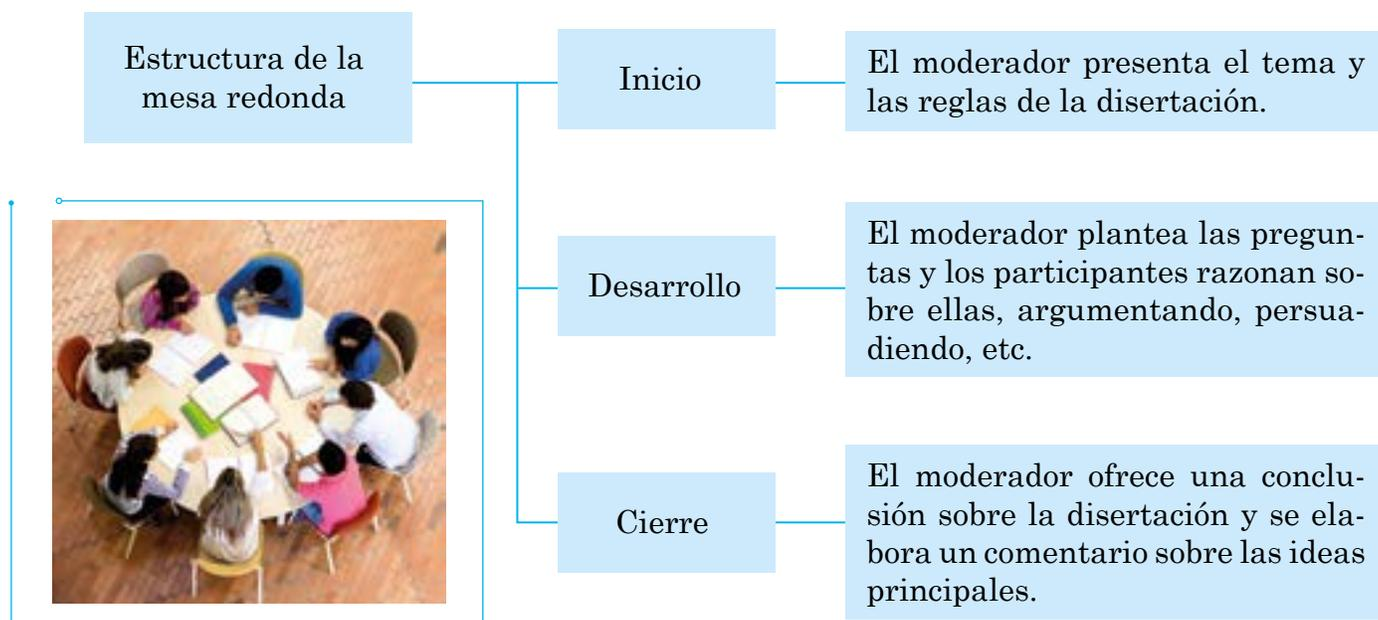 Estructura de la
mesa redonda
Inicio
El moderador presenta el tema y
las reglas de la disertación.
Desarrollo
El moderador plantea las pregun-
tas y los participantes razonan so-
bre ellas, argumentando, persua-
diendo, etc.
Cierre
El moderador ofrece una conclu-
sión sobre la disertación y se ela-
bora un comentario sobre las ideas
principales.